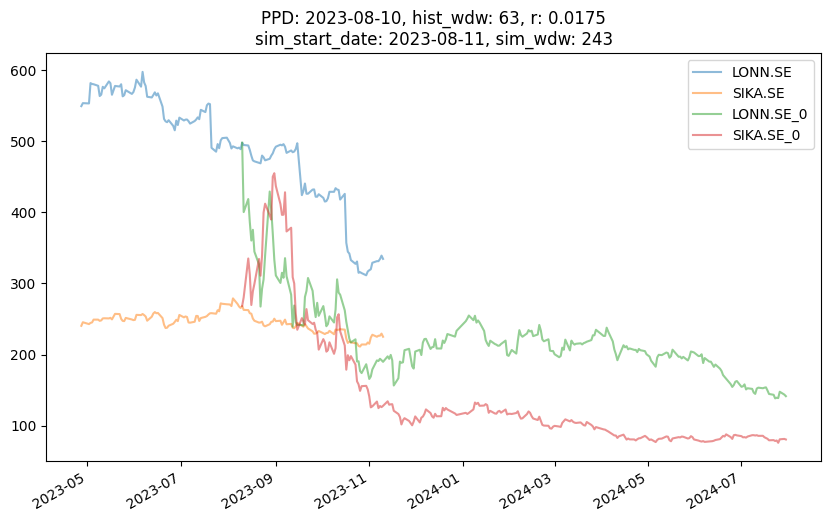 PPD: 2023-08-10, hist_wdw: 63, r: 0.0175
sim_start_date: 2023-08-11, sim_wdw: 243
LONN.SE
SIKA.SE
LONN.SE_0
SIKA.SE_0
600
500
400
300
200
100
2023-05
2023-07
2023-09
2023-11
2024-01
2024-03
2024-05
2024-07